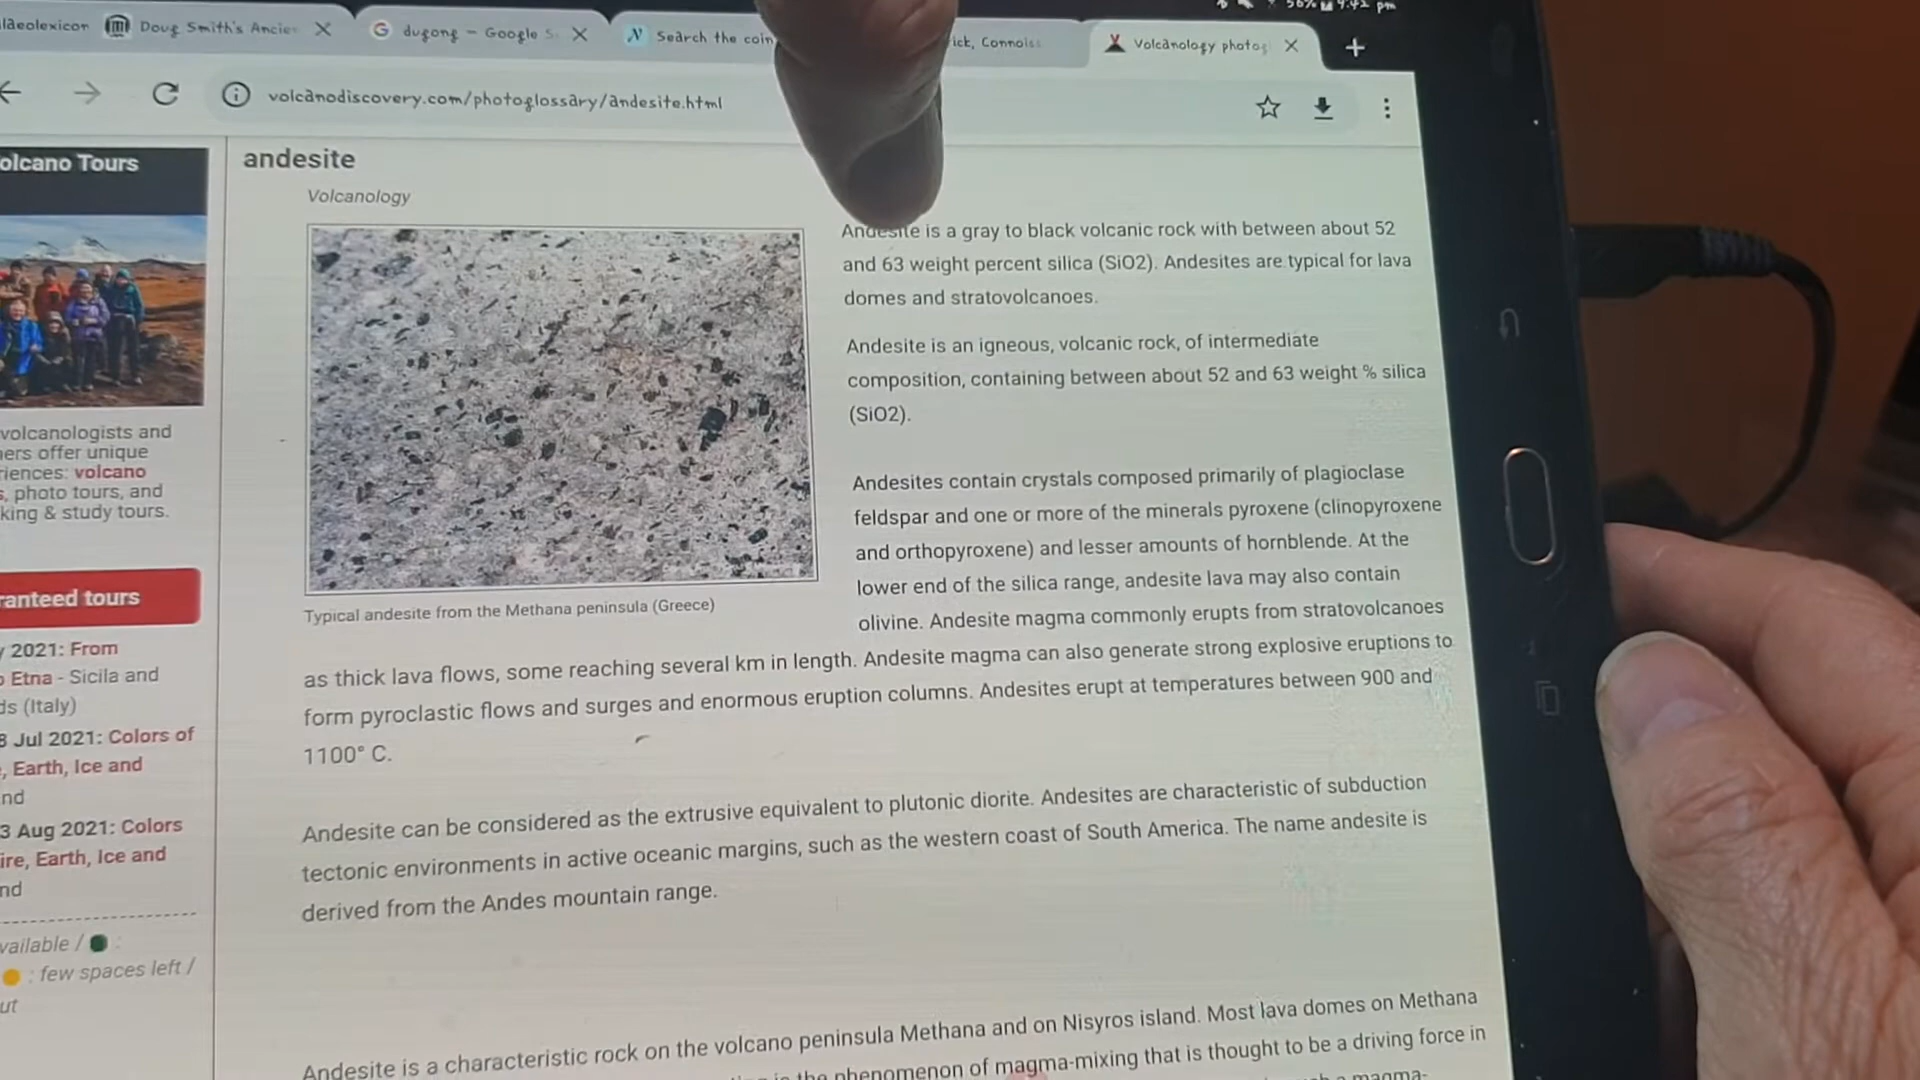 56% 9:42 pm
laeolexicon
Doug Smith's Ancie
dugong - Google S
Search the coin
ick, Connoiss
Volcanology photog
volcanodiscovery.com/photoglossary/andesite.html
olcano Tours
volcanologists and
ers offer unique
riences: volcano
s, photo tours, and
king & study tours.
ranteed tours
y 2021: From
o Etna - Sicila and
ds (Italy)
8 Jul 2021: Colors of
, Earth, Ice and
nd
3 Aug 2021: Colors
ire, Earth, Ice and
nd
vailable / :
: few spaces left /
ut
andesite
Volcanology
Typical andesite from the Methana peninsula (Greece)
Andesite is a gray to black volcanic rock with between about 52
and 63 weight percent silica (SiO2). Andesites are typical for lava
domes and stratovolcanoes.
Andesite is an igneous, volcanic rock, of intermediate
composition, containing between about 52 and 63 weight % silica
(SiO2).
Andesites contain crystals composed primarily of plagioclase
feldspar and one or more of the minerals pyroxene (clinopyroxene
and orthopyroxene) and lesser amounts of hornblende. At the
lower end of the silica range, andesite lava may also contain
olivine. Andesite magma commonly erupts from stratovolcanoes
as thick lava flows, some reaching several km in length. Andesite magma can also generate strong explosive eruptions to
form pyroclastic flows and surges and enormous eruption columns. Andesites erupt at temperatures between 900 and
1100° C.
Andesite can be considered as the extrusive equivalent to plutonic diorite. Andesites are characteristic of subduction
tectonic environments in active oceanic margins, such as the western coast of South America. The name andesite is
derived from the Andes mountain range.
Andesite is a characteristic rock on the volcano peninsula Methana and on Nisyros island. Most lava domes on Methana
is the phenomenon of magma-mixing that is thought to be a driving force in
magma-